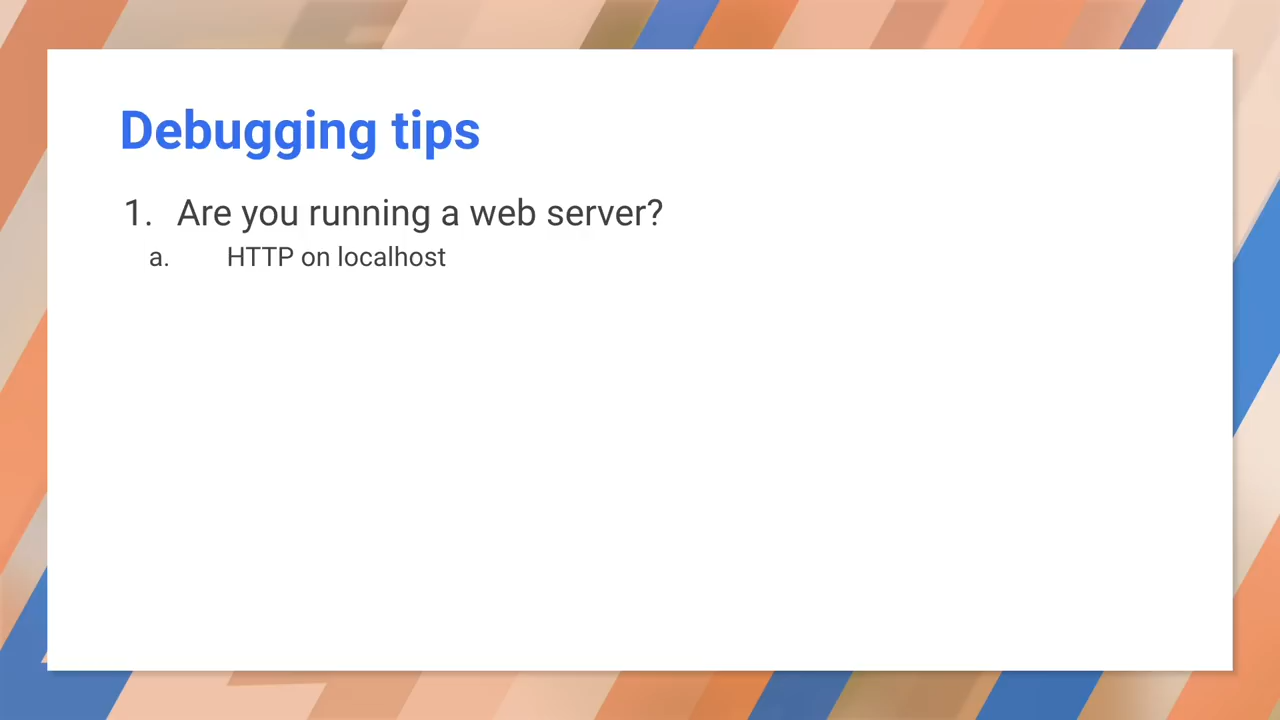 Debugging tips
1. Are you running a web server?
a. HTTP on localhost